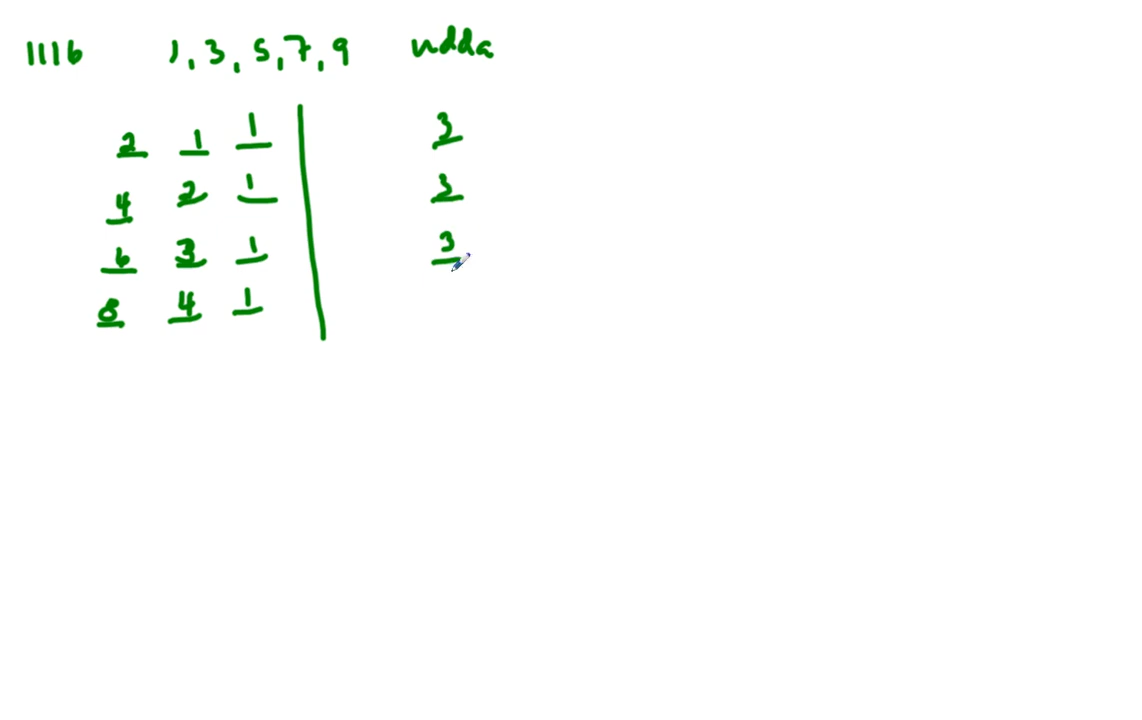 1116 1, 3, 5, 7, 9 udda
2 1 1 3
4 2 1 3
6 3 1 3
8 4 1